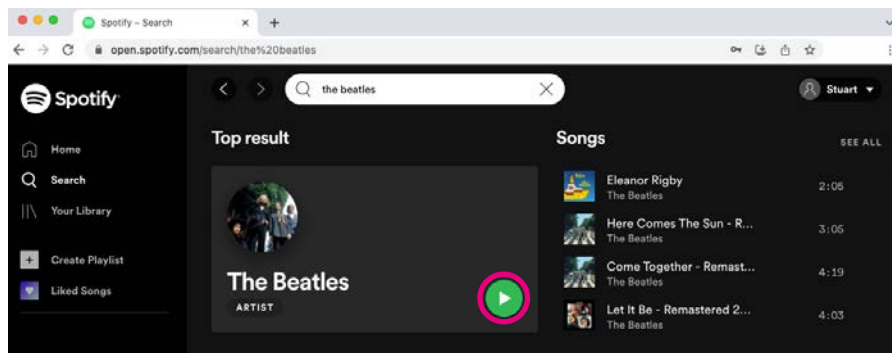 Spotify – Search
open.spotify.com/search/the%20beatles
Spotify
the beatles
Stuart
Home
Search
Your Library
Create Playlist
Liked Songs
Top result
The Beatles
ARTIST
Songs
SEE ALL
Eleanor Rigby
The Beatles
2:05
Here Comes The Sun - R...
The Beatles
3:05
Come Together - Remast...
The Beatles
4:19
Let It Be - Remastered 2...
The Beatles
4:03